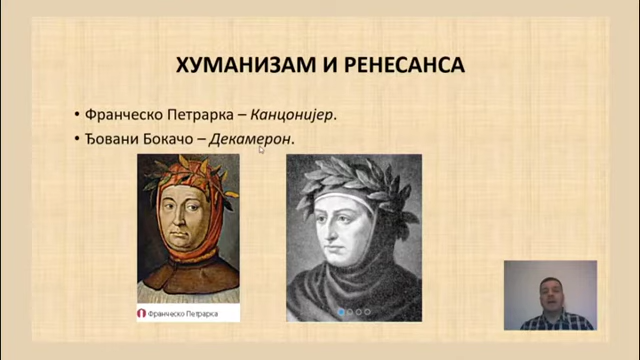 ХУМАНИЗАМ И РЕНЕСАНСА
• Франческо Петрарка – Канцонијер.
• Ђовани Бокачо – Декамерон.
Франческо Петрарка